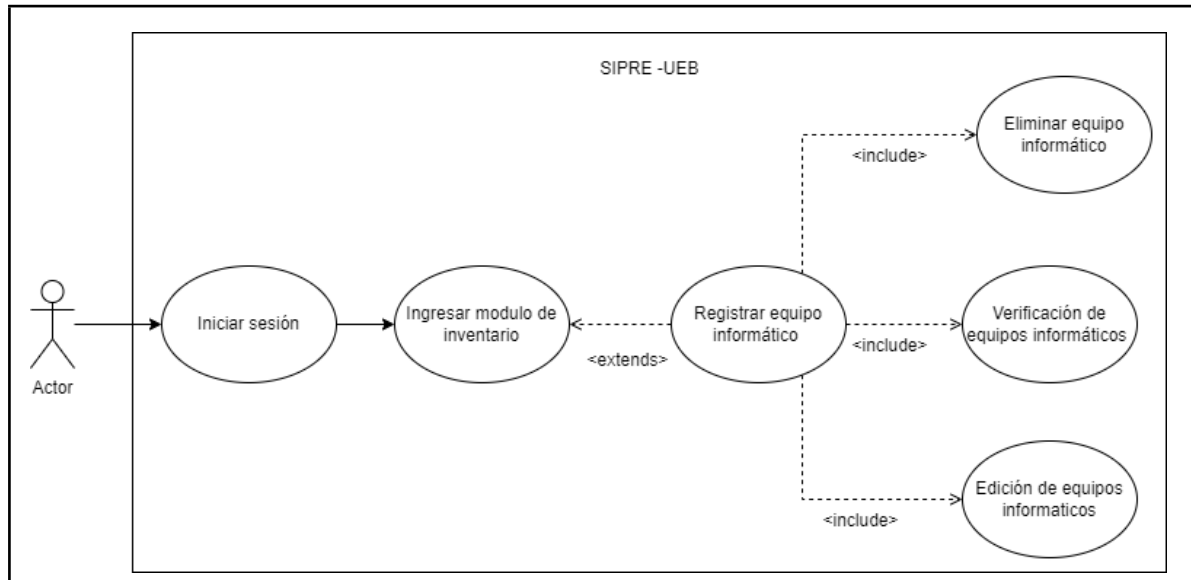 SIPRE -UEB
Eliminar equipo
informático
<include>
Iniciar sesión
Ingresar modulo de
inventario
<extends>
Registrar equipo
informático
<include>
Verificación de
equipos informáticos
Actor
<include>
Edición de equipos
informaticos